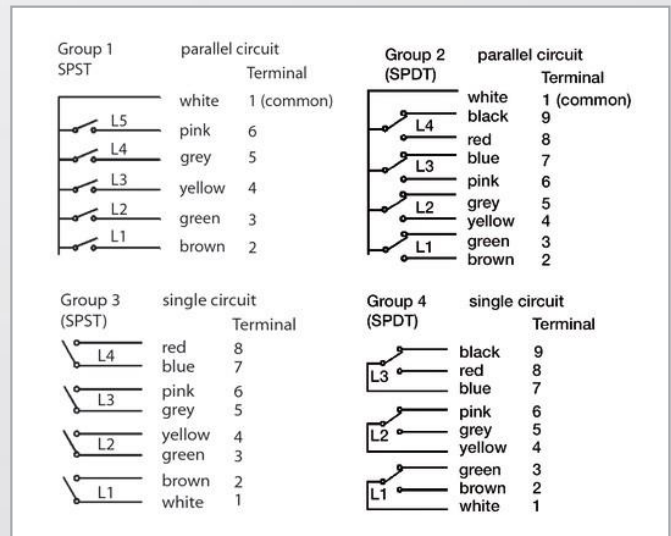 Group 1 parallel circuit
SPST Terminal
white 1 (common)
L5 pink 6
L4 grey 5
L3 yellow 4
L2 green 3
L1 brown 2
Group 2 parallel circuit
(SPDT) Terminal
white 1 (common)
black 9
L4
red 8
blue 7
L3
pink 6
grey 5
L2
yellow 4
green 3
L1
brown 2
Group 3 single circuit
(SPST) Terminal
red 8
L4
blue 7
pink 6
L3
grey 5
yellow 4
L2
green 3
brown 2
L1
white 1
Group 4 single circuit
(SPDT) Terminal
black 9
L3 red 8
blue 7
pink 6
L2 grey 5
yellow 4
green 3
L1 brown 2
white 1